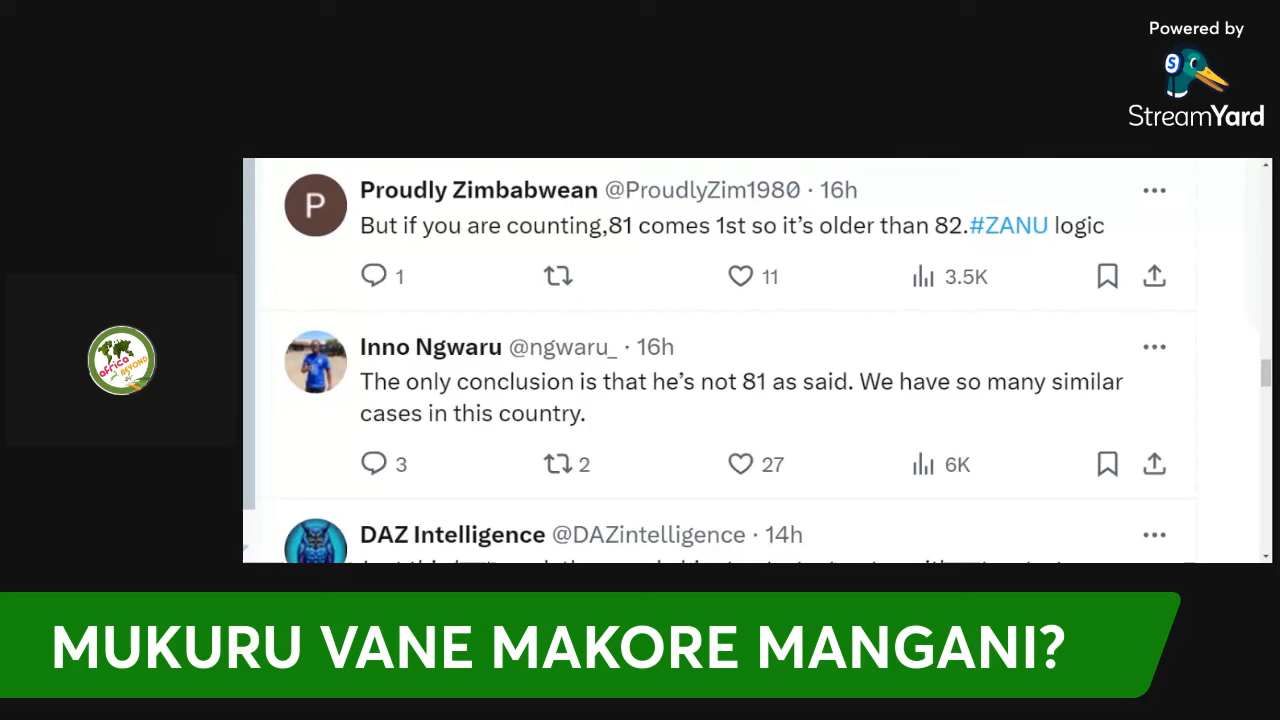 Powered by
StreamYard
P
Proudly Zimbabwean @ProudlyZim1980 · 16h
But if you are counting,81 comes 1st so it’s older than 82.#ZANU logic
1 11 3.5K
Inno Ngwaru @ngwaru_ · 16h
The only conclusion is that he’s not 81 as said. We have so many similar
cases in this country.
3 2 27 6K
DAZ Intelligence @DAZintelligence · 14h
AFRICA
BEYOND
MUKURU VANE MAKORE MANGANI?